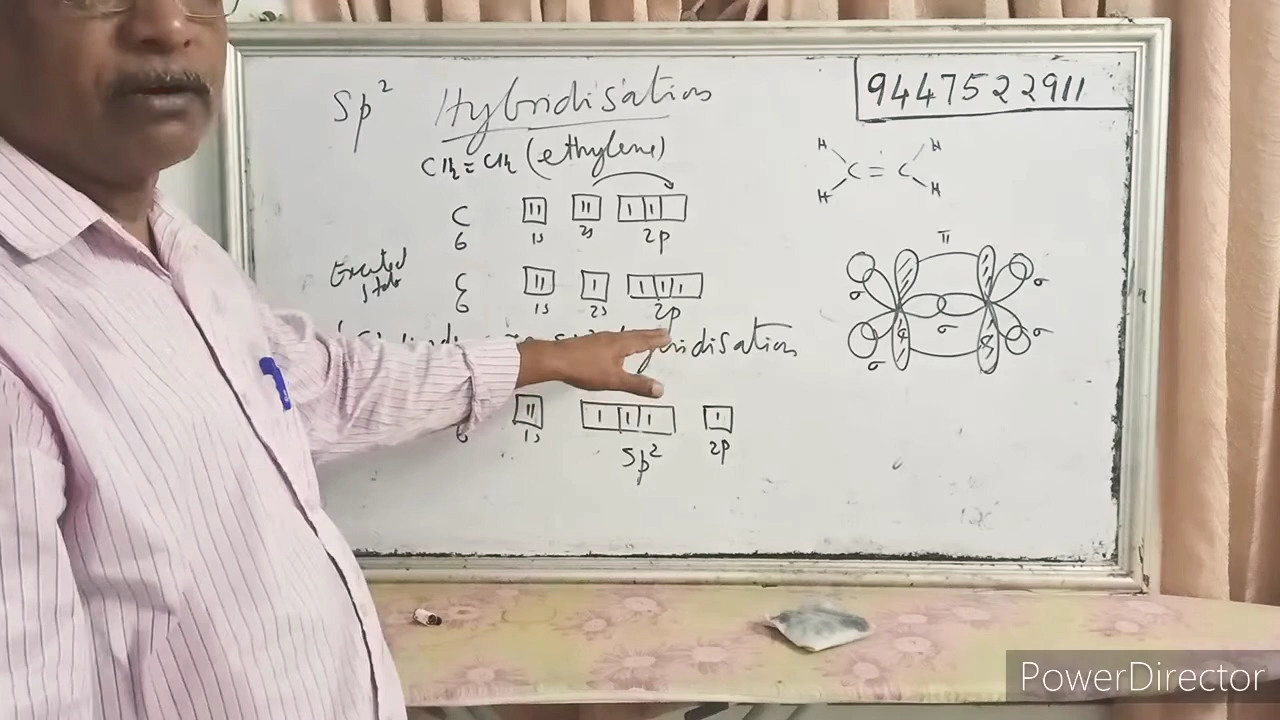 Sp² Hybridisation
9447522911
CH₂ = CH₂ (ethylene)
H H
C = C
H H
C
6
1s 2s 2p
Excited
state
C
6
1s 2s 2p
hybridisation
6
1s sp² 2p
π
σ σ
σ
σ σ
PowerDirector